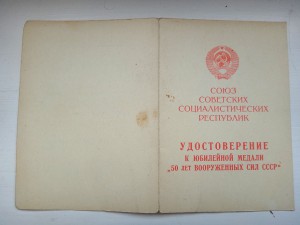 СОЮЗ
СОВЕТСКИХ
СОЦИАЛИСТИЧЕСКИХ
РЕСПУБЛИК
УДОСТОВЕРЕНИЕ
К ЮБИЛЕЙНОЙ МЕДАЛИ
„50 ЛЕТ ВООРУЖЕННЫХ СИЛ СССР"